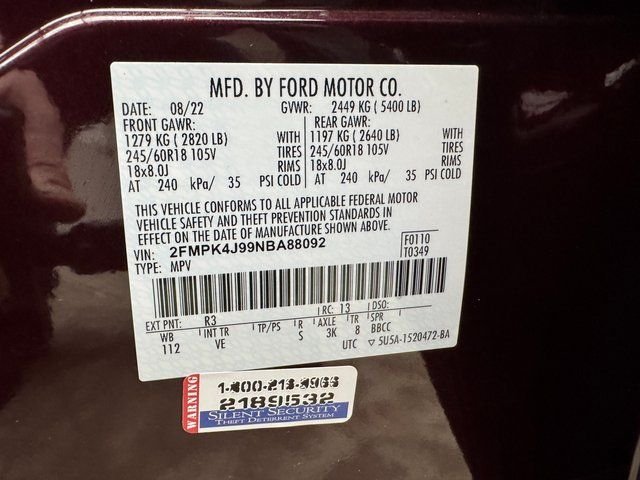 MFD. BY FORD MOTOR CO.
DATE: 08/22 GVWR: 2449 KG ( 5400 LB)
FRONT GAWR: REAR GAWR:
1279 KG ( 2820 LB) WITH 1197 KG ( 2640 LB) WITH
245/60R18 105V TIRES 245/60R18 105V TIRES
18x8.0J RIMS 18x8.0J RIMS
AT 240 kPa/ 35 PSI COLD AT 240 kPa/ 35 PSI COLD
THIS VEHICLE CONFORMS TO ALL APPLICABLE FEDERAL MOTOR
VEHICLE SAFETY AND THEFT PREVENTION STANDARDS IN
EFFECT ON THE DATE OF MANUFACTURE SHOWN ABOVE.
VIN: 2FMPK4J99NBA88092 F0110
TYPE: MPV T0349
EXT PNT: R3 RC: 13 DSO:
WB INT TR TP/PS R AXLE TR SPR
112 VE S 3K 8 BBCC
UTC ▽ 5U5A-1520472-BA
WARNING
2189532
SILENT SECURITY
THEFT DETERRENT SYSTEM